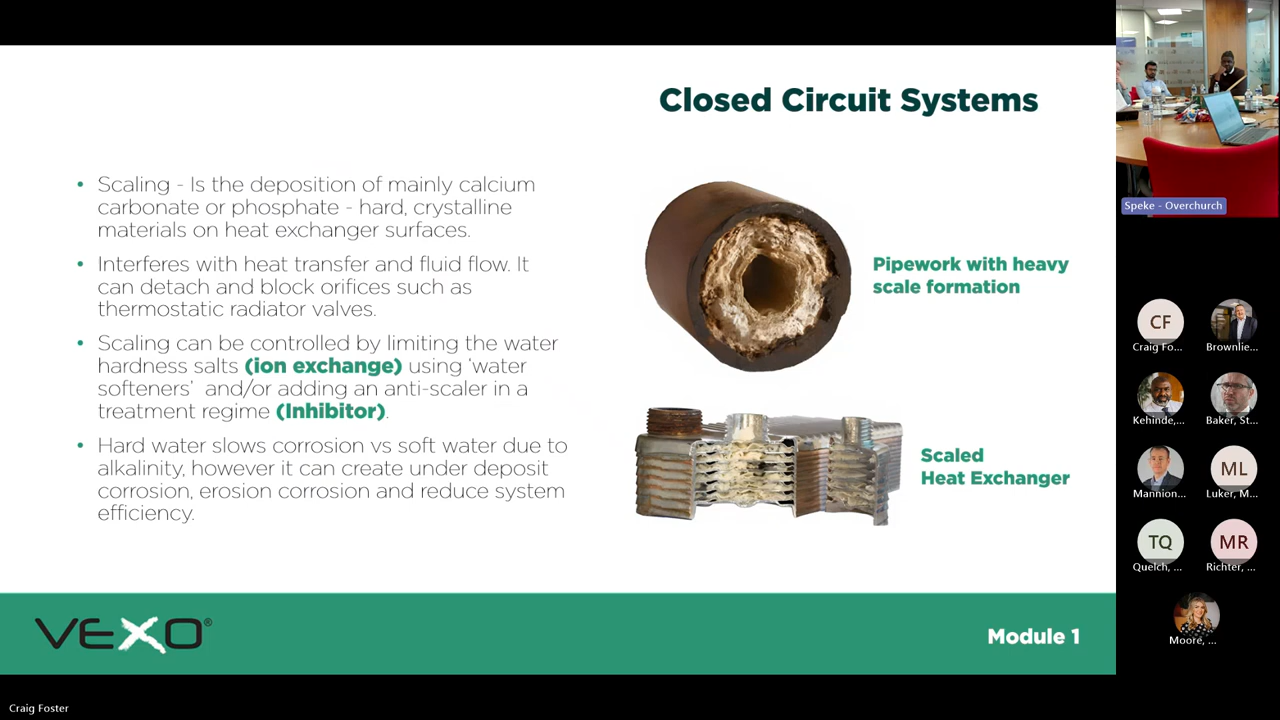 Closed Circuit Systems
• Scaling - Is the deposition of mainly calcium
carbonate or phosphate - hard, crystalline
materials on heat exchanger surfaces.
• Interferes with heat transfer and fluid flow. It
can detach and block orifices such as
thermostatic radiator valves.
• Scaling can be controlled by limiting the water
hardness salts (ion exchange) using ‘water
softeners’ and/or adding an anti-scaler in a
treatment regime (Inhibitor).
• Hard water slows corrosion vs soft water due to
alkalinity, however it can create under deposit
corrosion, erosion corrosion and reduce system
efficiency.
Pipework with heavy
scale formation
Scaled
Heat Exchanger
VEXO®
Module 1
Craig Foster
Speke - Overchurch
CF
Craig Fo...
Brownlie...
Kehinde,...
Baker, St...
Mannion...
ML
Luker, M...
TQ
Quelch, ...
MR
Richter, ...
Moore, ...